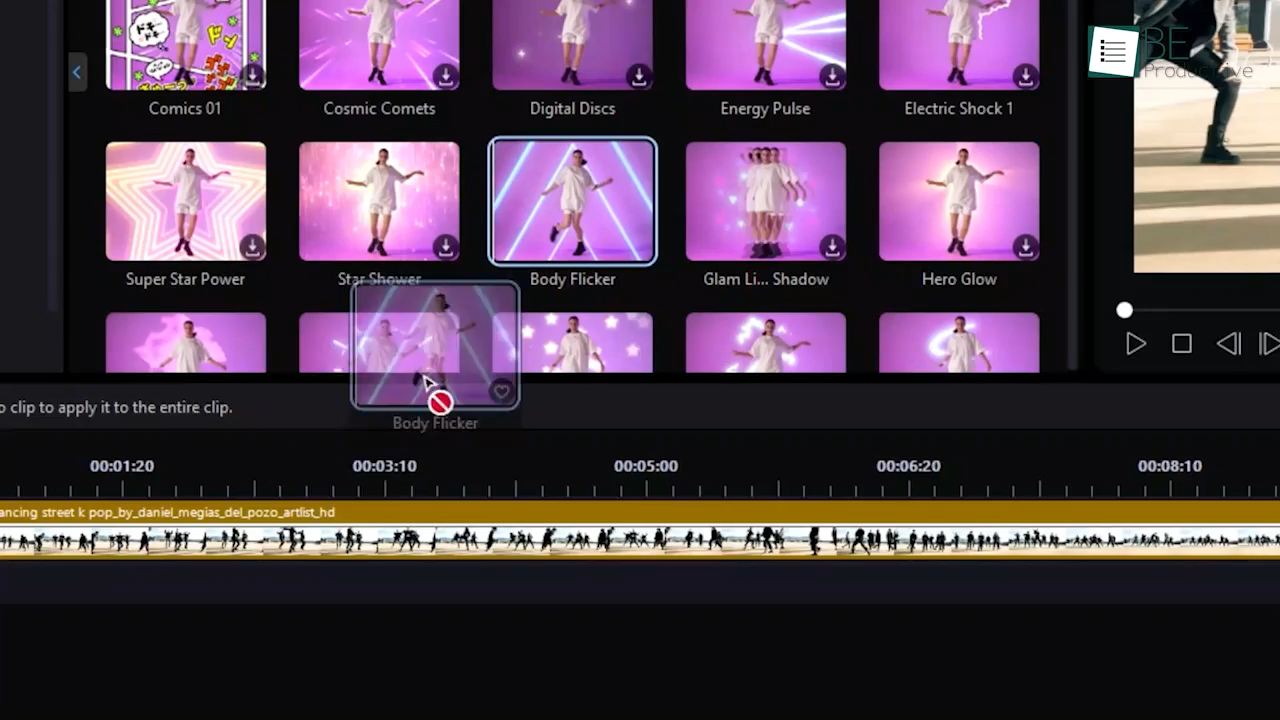 BE
Productive
Comics 01
Cosmic Comets
Digital Discs
Energy Pulse
Electric Shock 1
Super Star Power
Star Shower
Body Flicker
Glam Li... Shadow
Hero Glow
Body Flicker
o clip to apply it to the entire clip.
00:01:20
00:03:10
00:05:00
00:06:20
00:08:10
ancing street k pop_by_daniel_megias_del_pozo_artlist_hd